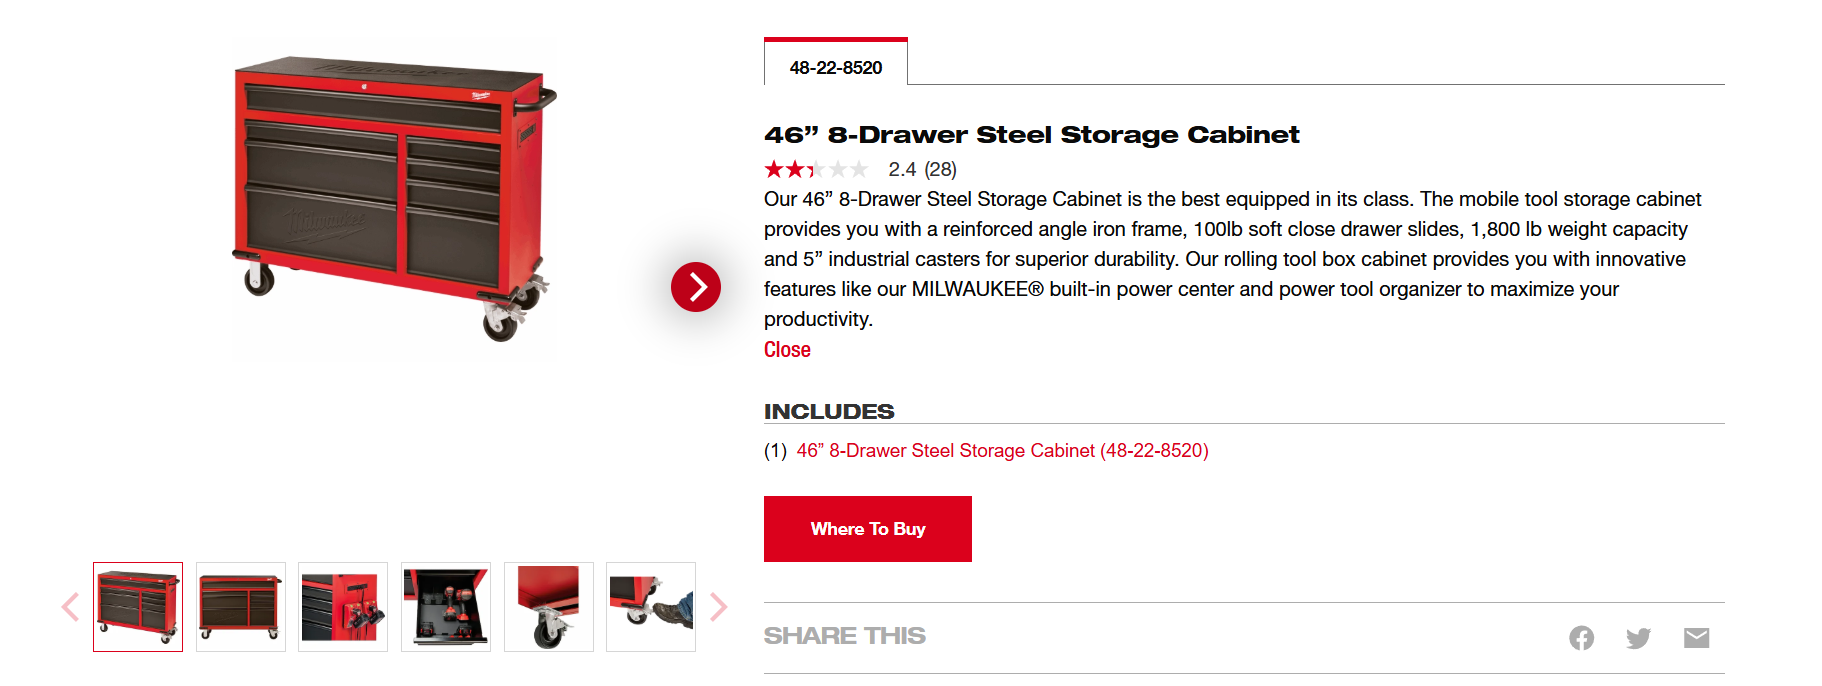 Milwaukee
Milwaukee
48-22-8520
46” 8-Drawer Steel Storage Cabinet
2.4 (28)
Our 46” 8-Drawer Steel Storage Cabinet is the best equipped in its class. The mobile tool storage cabinet
provides you with a reinforced angle iron frame, 100lb soft close drawer slides, 1,800 lb weight capacity
and 5” industrial casters for superior durability. Our rolling tool box cabinet provides you with innovative
features like our MILWAUKEE® built-in power center and power tool organizer to maximize your
productivity.
Close
INCLUDES
(1) 46” 8-Drawer Steel Storage Cabinet (48-22-8520)
Where To Buy
SHARE THIS